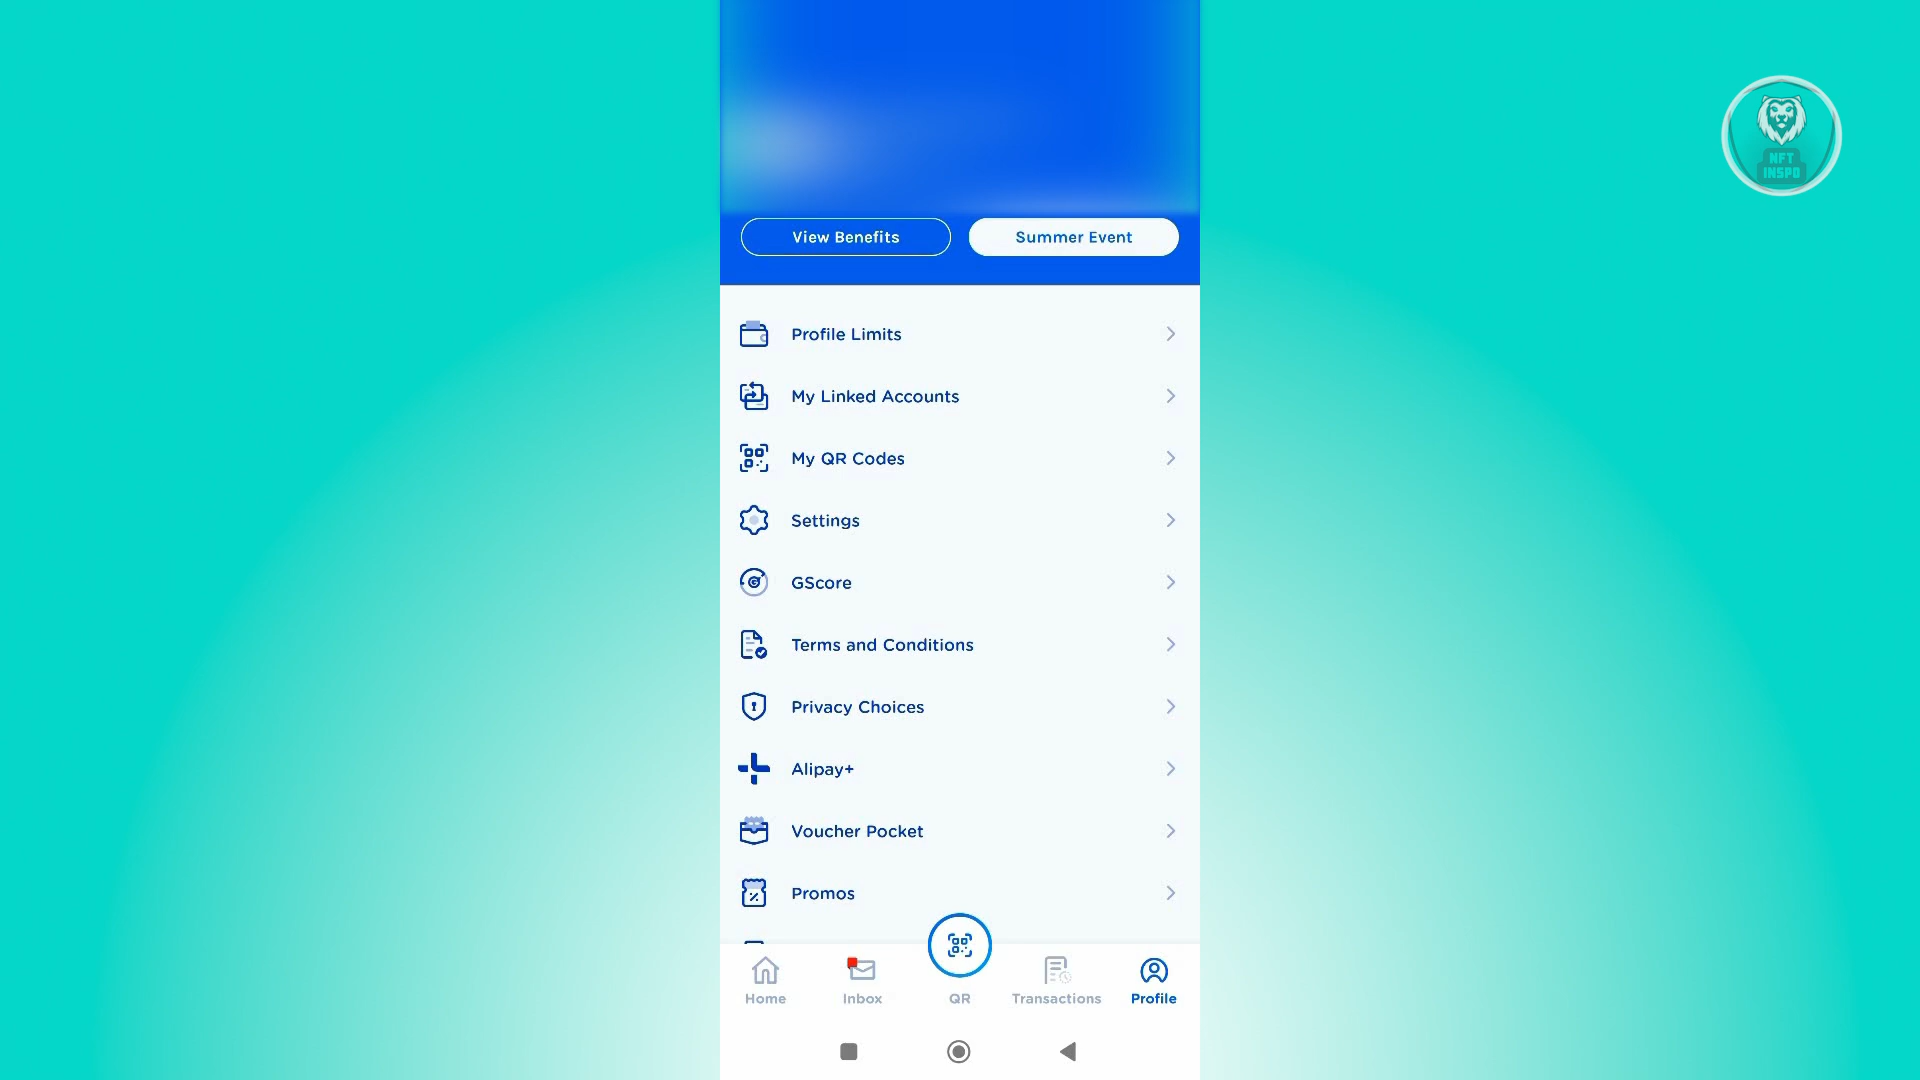 NFT
INSPO
View Benefits
Summer Event
Profile Limits
My Linked Accounts
My QR Codes
Settings
GScore
Terms and Conditions
Privacy Choices
Alipay+
Voucher Pocket
Promos
Home
Inbox
QR
Transactions
Profile